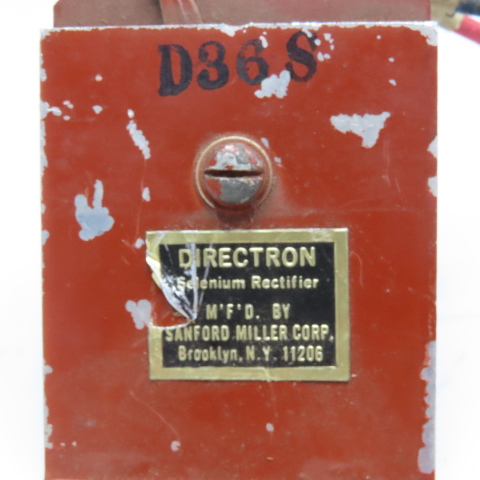 D36S
DIRECTRON
Selenium Rectifier
M'F'D. BY
SANFORD MILLER CORP.
Brooklyn, N.Y. 11206